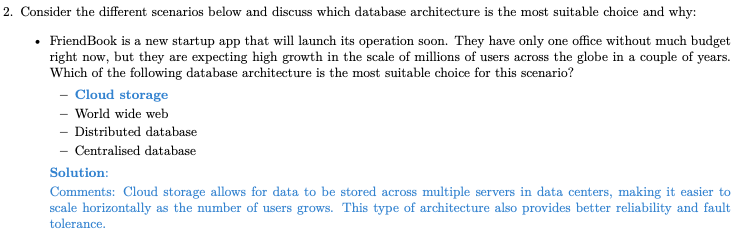 2. Consider the different scenarios below and discuss which database architecture is the most suitable choice and why:
• FriendBook is a new startup app that will launch its operation soon. They have only one office without much budget
right now, but they are expecting high growth in the scale of millions of users across the globe in a couple of years.
Which of the following database architecture is the most suitable choice for this scenario?
– Cloud storage
– World wide web
– Distributed database
– Centralised database
Solution:
Comments: Cloud storage allows for data to be stored across multiple servers in data centers, making it easier to
scale horizontally as the number of users grows. This type of architecture also provides better reliability and fault
tolerance.